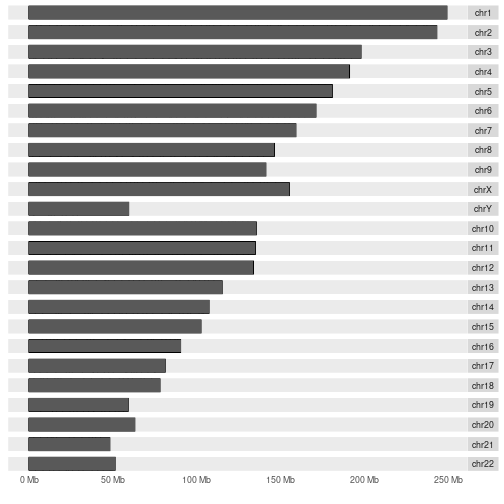 chr1
chr2
chr3
chr4
chr5
chr6
chr7
chr8
chr9
chrX
chrY
chr10
chr11
chr12
chr13
chr14
chr15
chr16
chr17
chr18
chr19
chr20
chr21
chr22
0 Mb 50 Mb 100 Mb 150 Mb 200 Mb 250 Mb